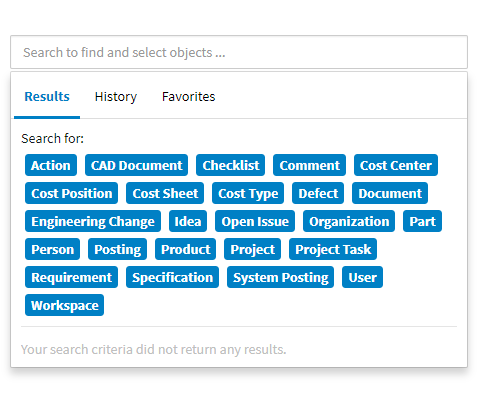 Search to find and select objects ...
Results History Favorites
Search for:
Action CAD Document Checklist Comment Cost Center
Cost Position Cost Sheet Cost Type Defect Document
Engineering Change Idea Open Issue Organization Part
Person Posting Product Project Project Task
Requirement Specification System Posting User
Workspace
Your search criteria did not return any results.